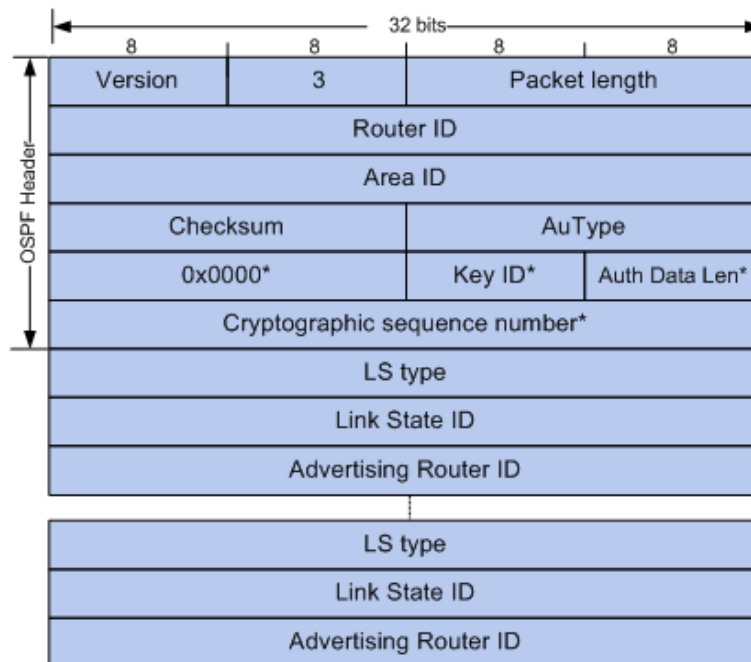 32 bits
8 8 8 8
Version 3 Packet length
Router ID
Area ID
Checksum AuType
0x0000* Key ID* Auth Data Len*
Cryptographic sequence number*
OSPF Header
LS type
Link State ID
Advertising Router ID
LS type
Link State ID
Advertising Router ID